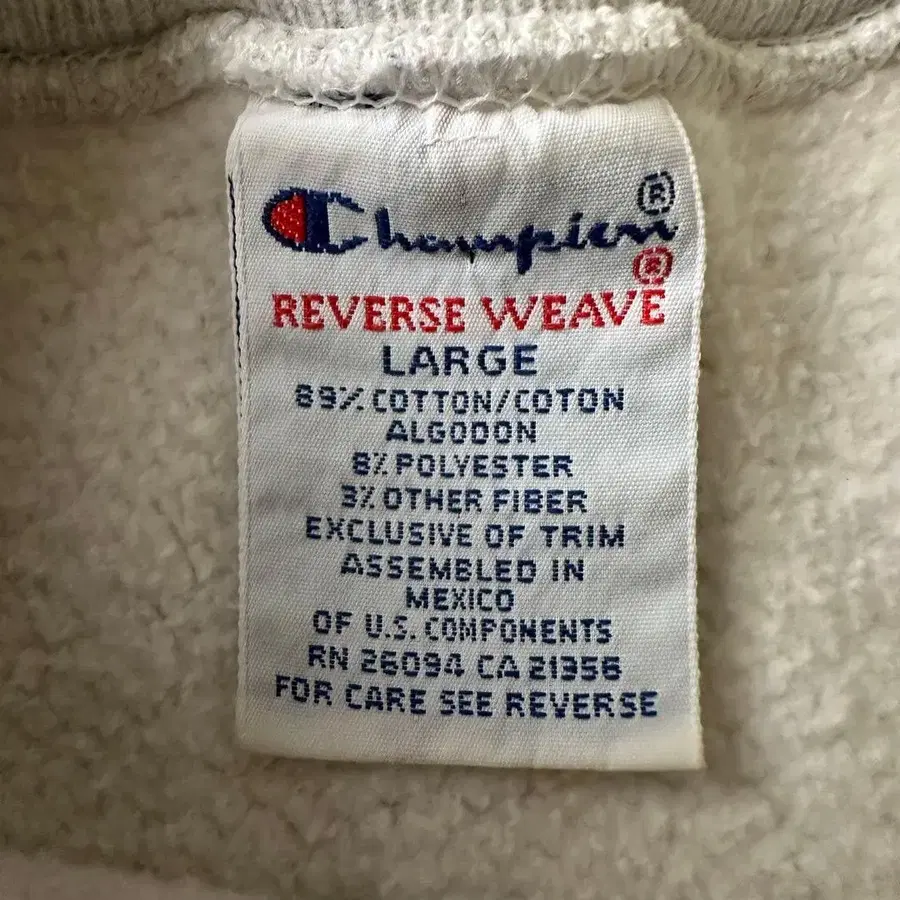 Champion®
®
REVERSE WEAVE
LARGE
89% COTTON/COTON
ALGODON
8% POLYESTER
3% OTHER FIBER
EXCLUSIVE OF TRIM
ASSEMBLED IN
MEXICO
OF U.S. COMPONENTS
RN 26094 CA 21356
FOR CARE SEE REVERSE